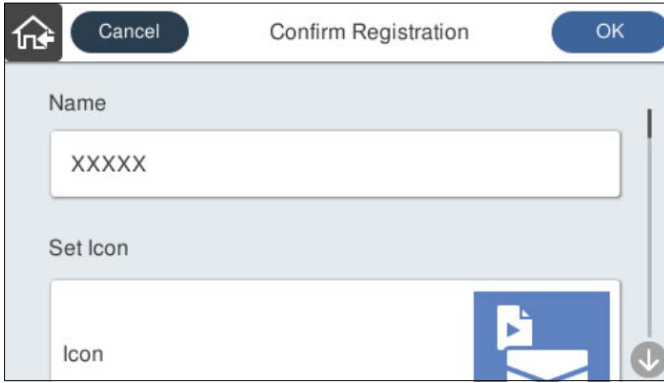 Cancel Confirm Registration OK
Name
XXXXX
Set Icon
Icon